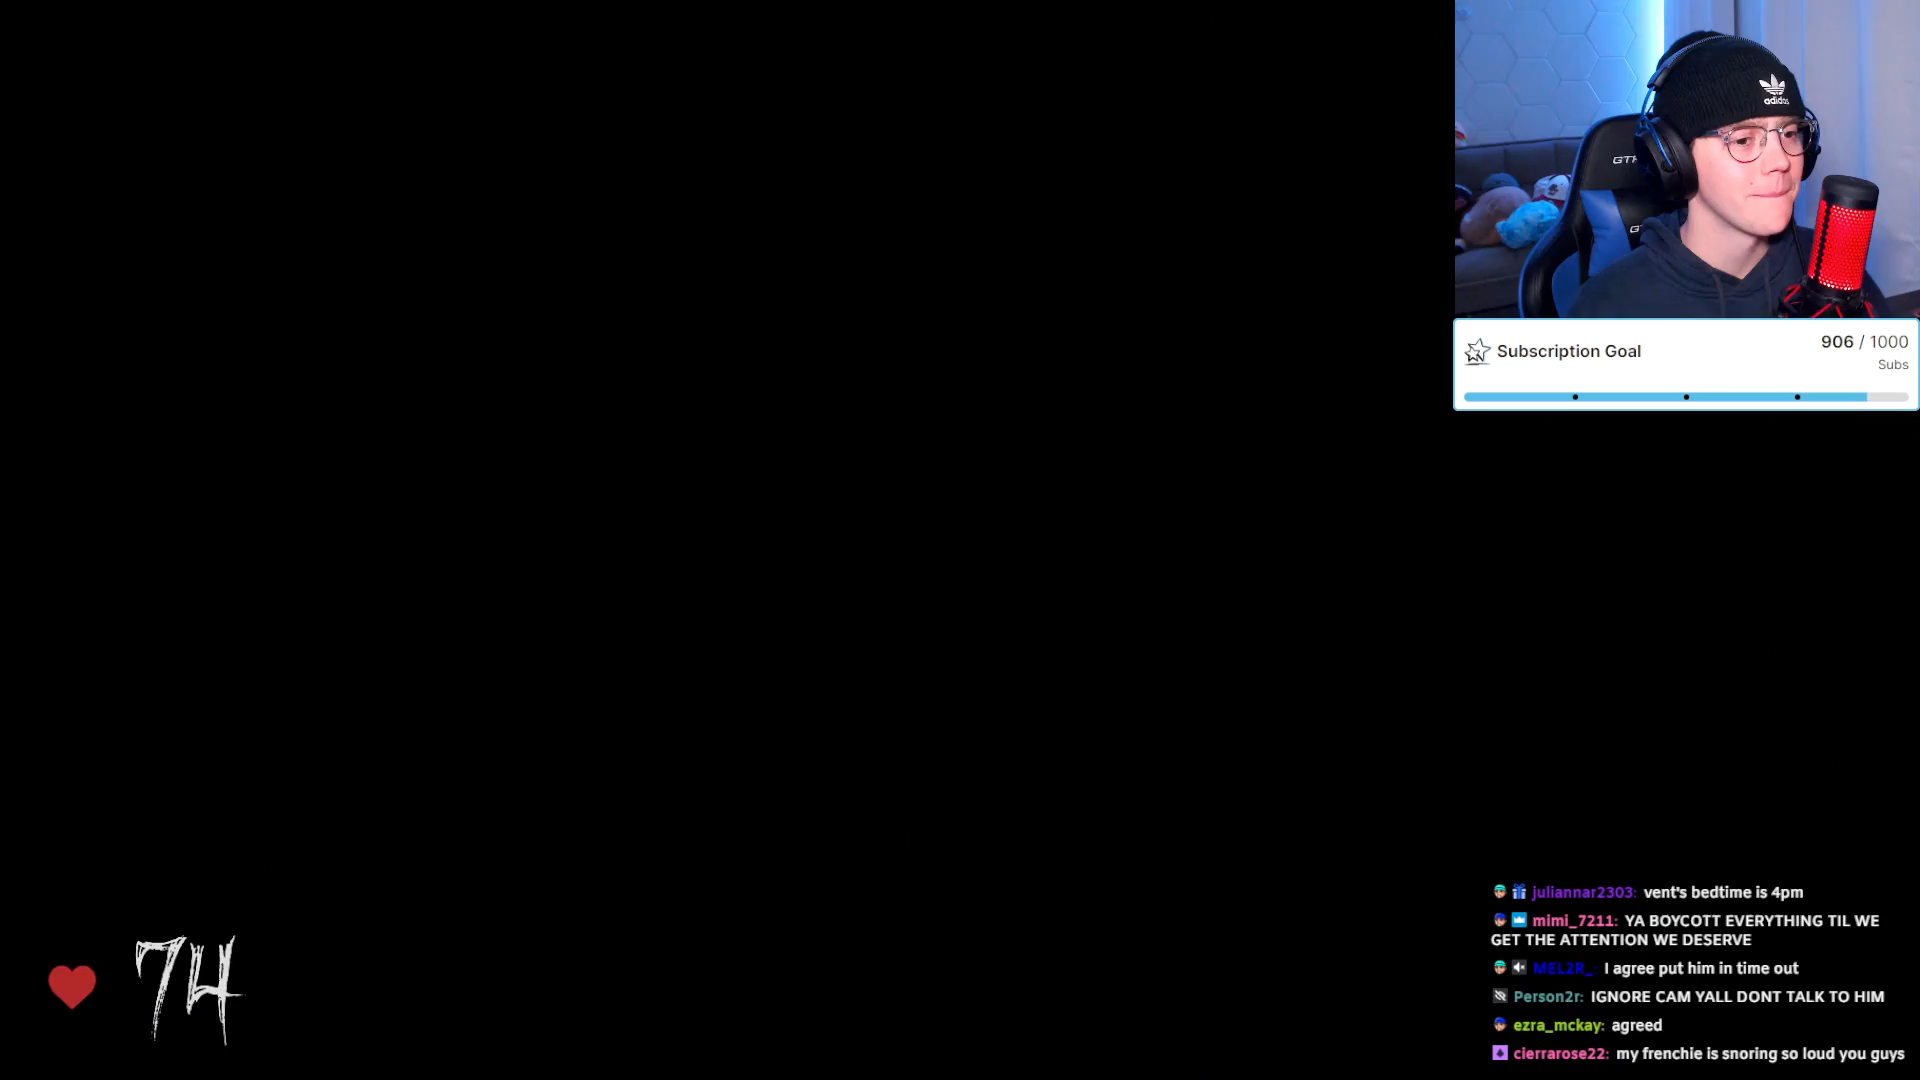 adidas
GTR
Subscription Goal
906 / 1000
Subs
juliannar2303: vent's bedtime is 4pm
mimi_7211: YA BOYCOTT EVERYTHING TIL WE
GET THE ATTENTION WE DESERVE
MEL2R_: I agree put him in time out
Person2r: IGNORE CAM YALL DONT TALK TO HIM
ezra_mckay: agreed
cierrarose22: my frenchie is snoring so loud you guys
74